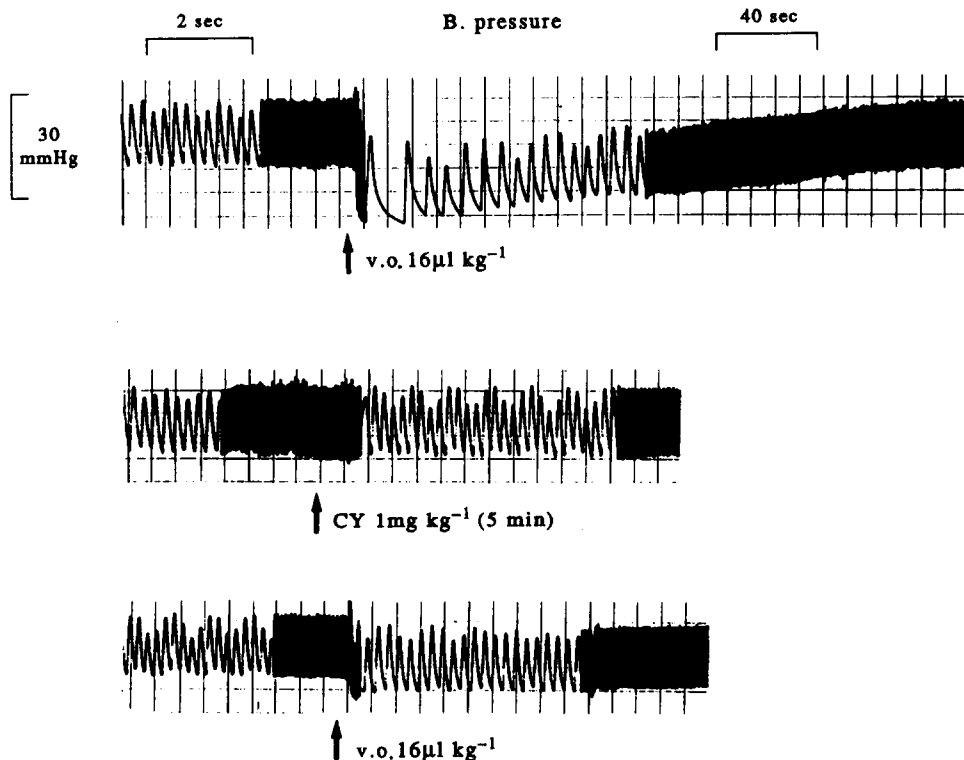 2 sec
B. pressure
40 sec
30
mmHg
v.o.16μl kg⁻¹
CY 1mg kg⁻¹ (5 min)
v.o.16μl kg⁻¹